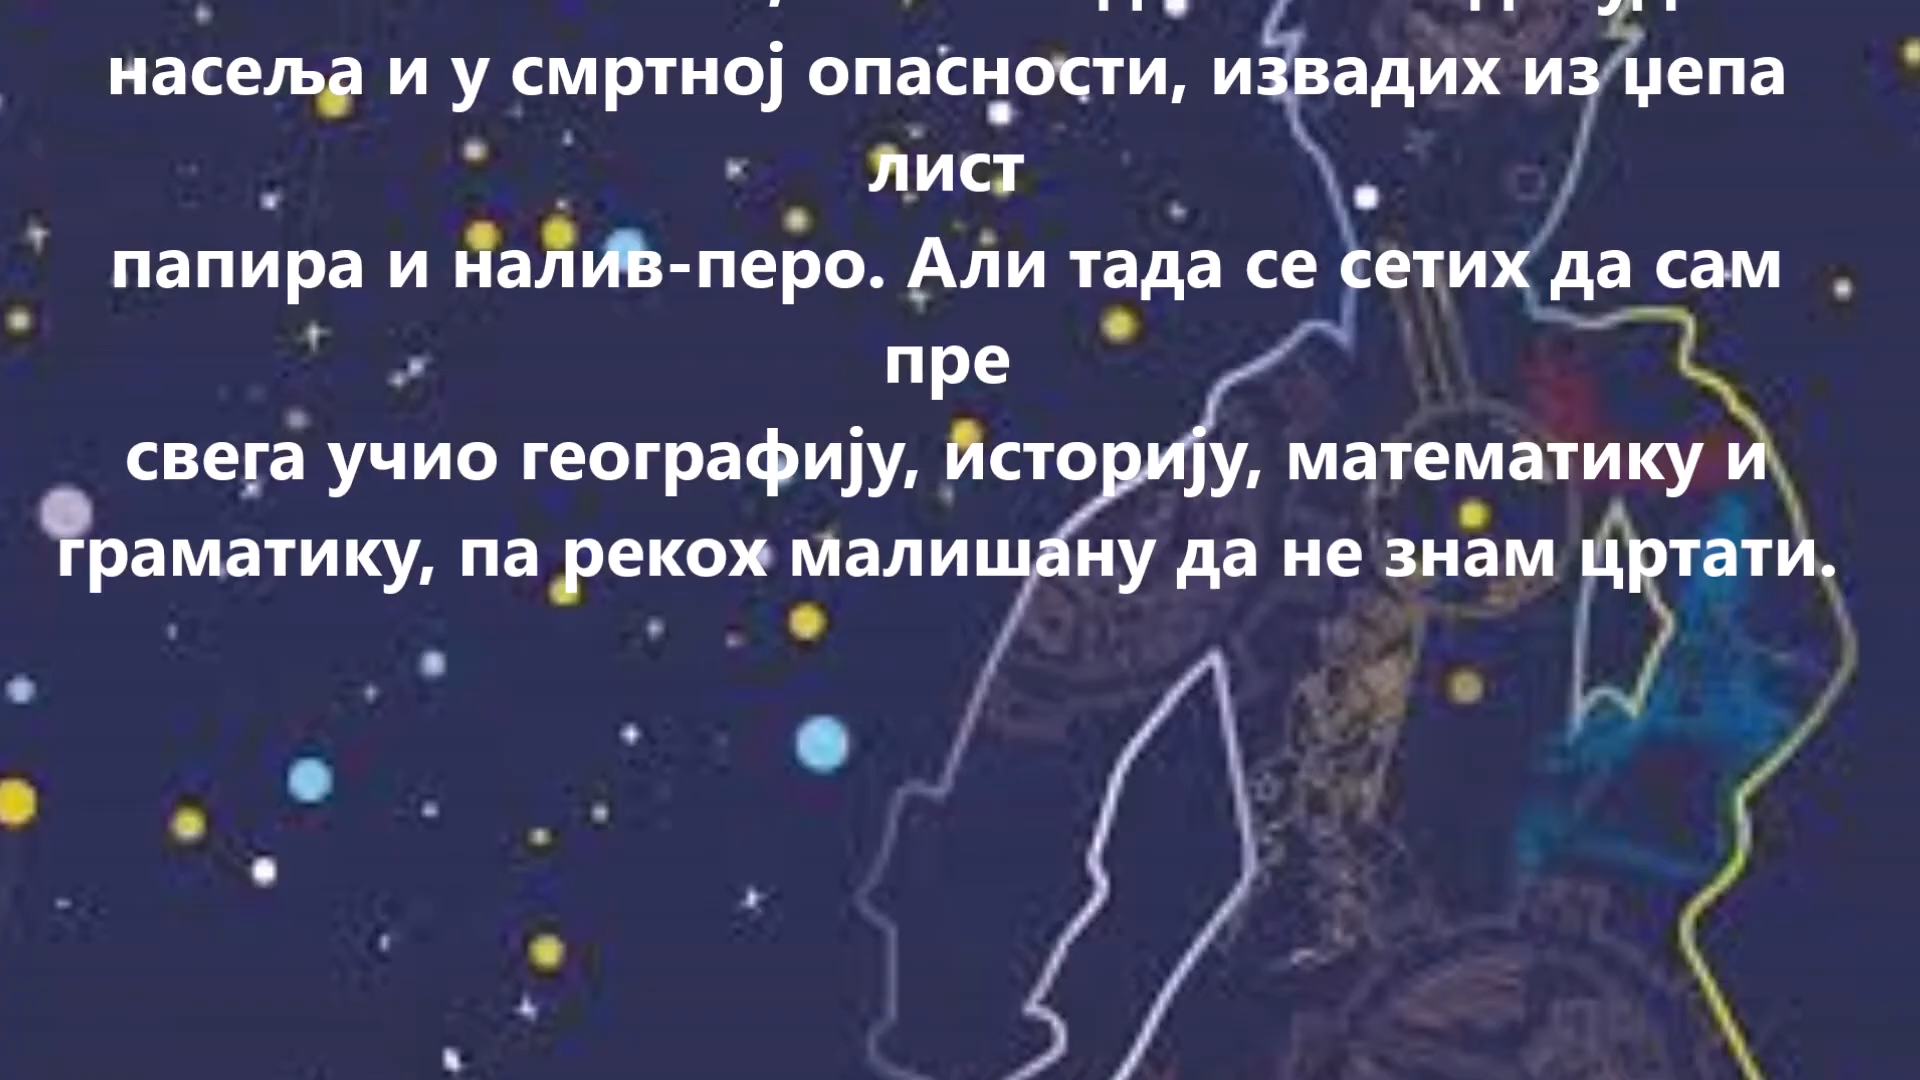 насеља и у смртној опасности, извадих из џепа
лист
папира и налив-перо. Али тада се сетих да сам
пре
свега учио географију, историју, математику и
граматику, па рекох малишану да не знам цртати.